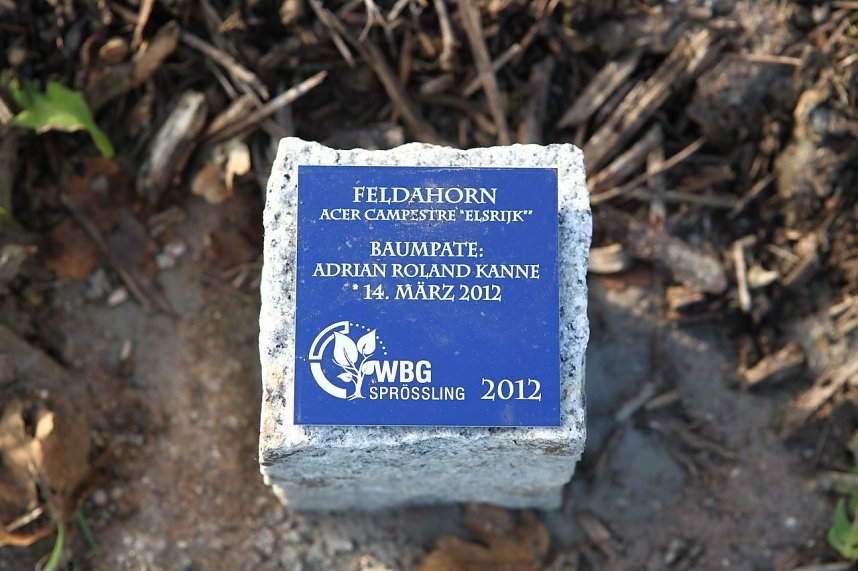 FELDAHORN
ACER CAMPESTRE "ELSRIJK"
BAUMPATE:
ADRIAN ROLAND KANNE
* 14. MÄRZ 2012
WBG
SPRÖSSLING 2012